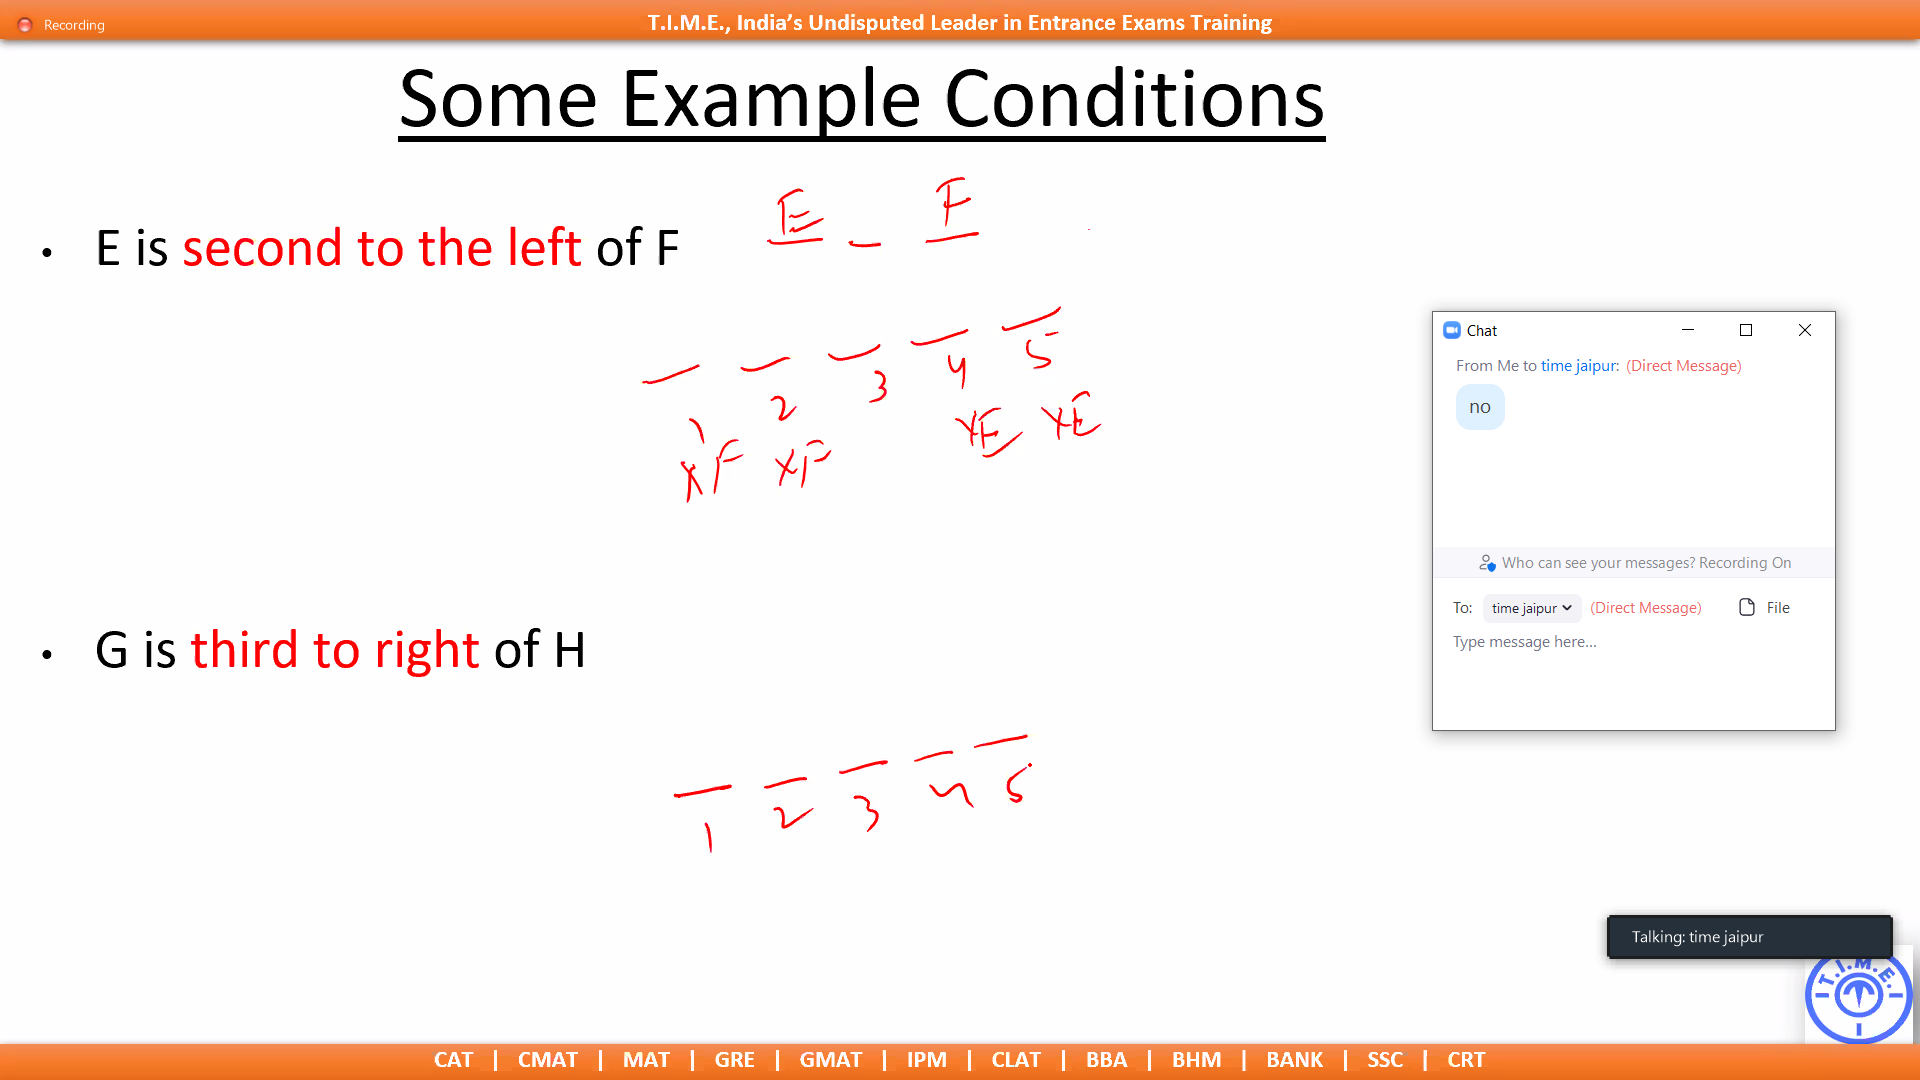 Recording
T.I.M.E., India's Undisputed Leader in Entrance Exams Training
Some Example Conditions
E _ F
• E is second to the left of F
1 2 3 4 5
XF XF XE XE
• G is third to right of H
1 2 3 4 5
Chat
From Me to time jaipur: (Direct Message)
no
Who can see your messages? Recording On
To: time jaipur (Direct Message) File
Type message here...
Talking: time jaipur
T.I.M.E.
CAT | CMAT | MAT | GRE | GMAT | IPM | CLAT | BBA | BHM | BANK | SSC | CRT